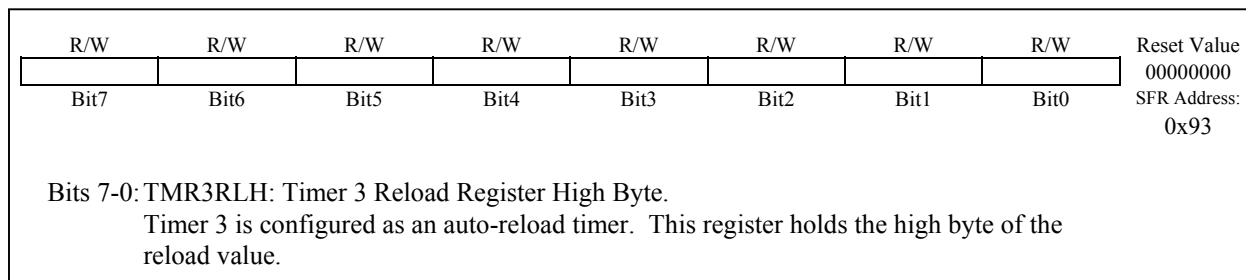 R/W R/W R/W R/W R/W R/W R/W R/W Reset Value
00000000
Bit7 Bit6 Bit5 Bit4 Bit3 Bit2 Bit1 Bit0 SFR Address:
0x93
Bits 7-0: TMR3RLH: Timer 3 Reload Register High Byte.
Timer 3 is configured as an auto-reload timer. This register holds the high byte of the
reload value.